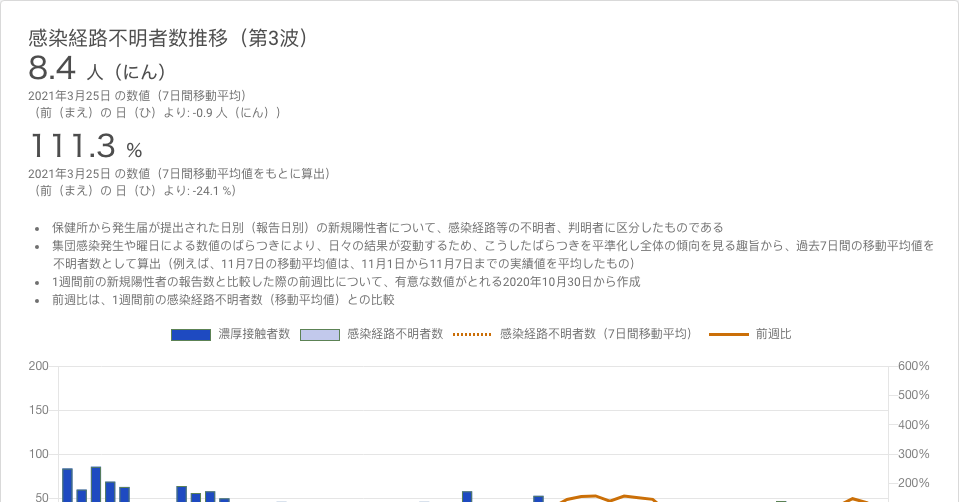 感染経路不明者数推移（第3波）
8.4 人（にん）
2021年3月25日 の数値（7日間移動平均）
（前（まえ）の 日（ひ）より: -0.9 人（にん））
111.3 %
2021年3月25日 の数値（7日間移動平均値をもとに算出）
（前（まえ）の 日（ひ）より: -24.1 %）
• 保健所から発生届が提出された日別（報告日別）の新規陽性者について、感染経路等の不明者、判明者に区分したものである
• 集団感染発生や曜日による数値のばらつきにより、日々の結果が変動するため、こうしたばらつきを平準化し全体の傾向を見る趣旨から、過去7日間の移動平均値を
不明者数として算出（例えば、11月7日の移動平均値は、11月1日から11月7日までの実績値を平均したもの）
• 1週間前の新規陽性者の報告数と比較した際の前週比について、有意な数値がとれる2020年10月30日から作成
• 前週比は、1週間前の感染経路不明者数（移動平均値）との比較
濃厚接触者数 感染経路不明者数 感染経路不明者数（7日間移動平均） 前週比
200 600%
500%
150
400%
100 300%
200%
50